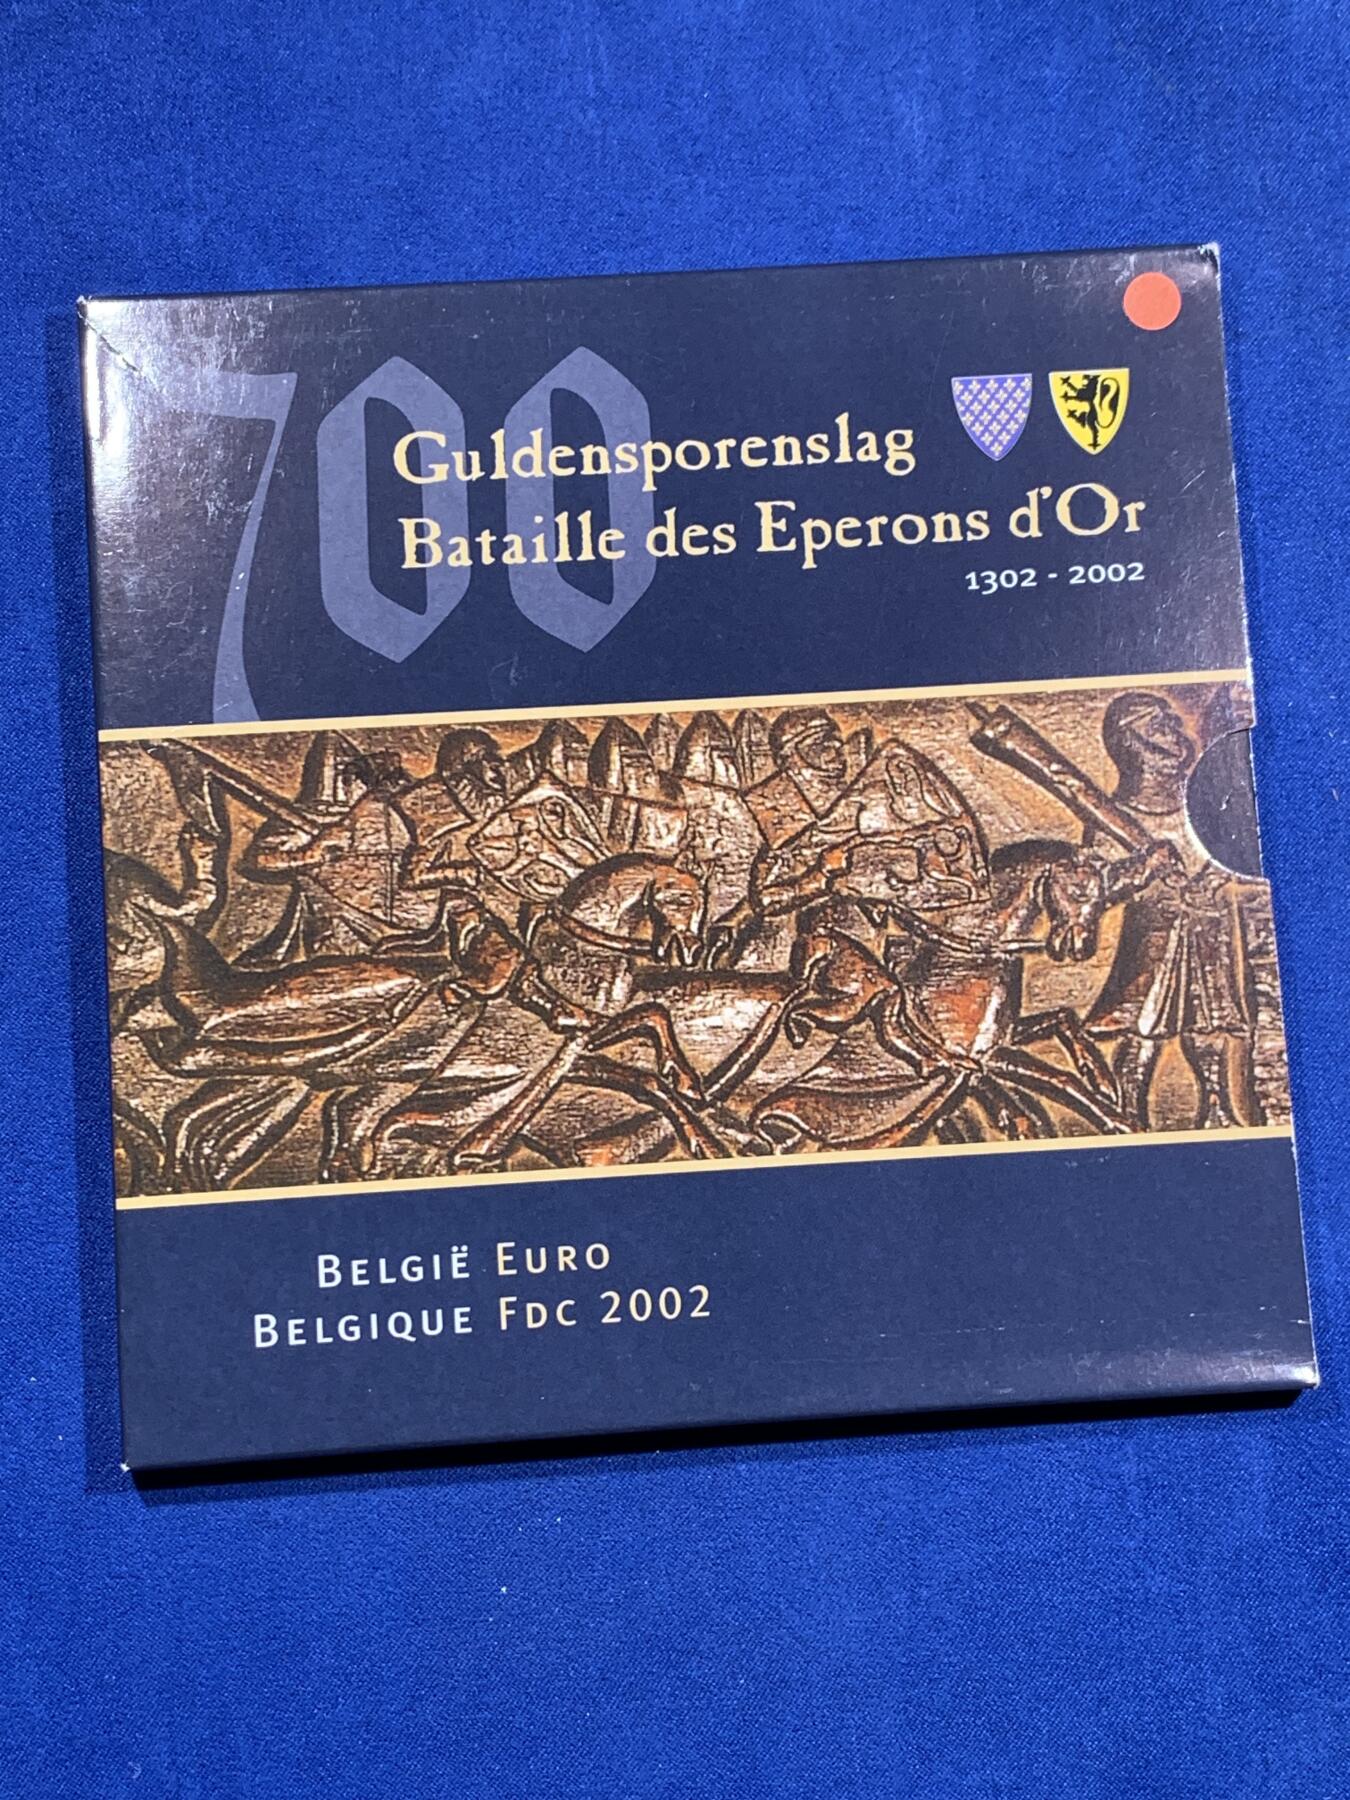 700
Guldensporenslag
Bataille des Eperons d'Or
1302 - 2002
BELGIË EURO
BELGIQUE FDC 2002